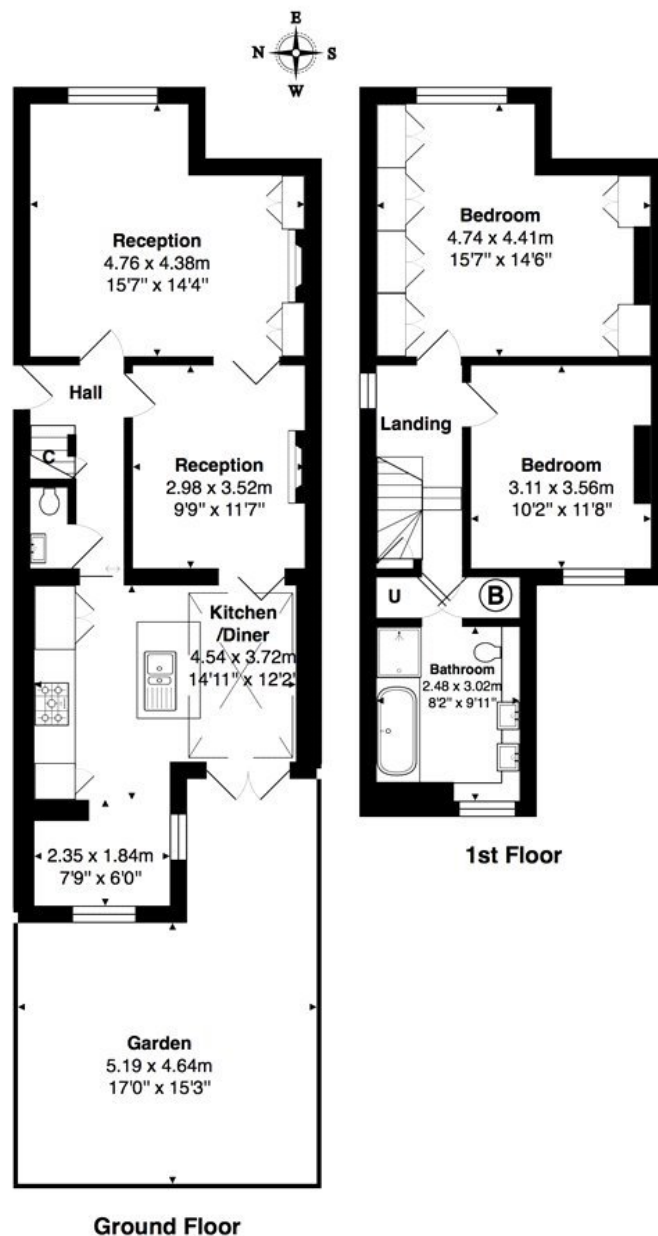 E
N
S
W
Reception
4.76 x 4.38m
15'7" x 14'4"
Hall
C
Reception
2.98 x 3.52m
9'9" x 11'7"
Kitchen
/Diner
4.54 x 3.72m
14'11" x 12'2"
2.35 x 1.84m
7'9" x 6'0"
Garden
5.19 x 4.64m
17'0" x 15'3"
Ground Floor
Bedroom
4.74 x 4.41m
15'7" x 14'6"
Landing
Bedroom
3.11 x 3.56m
10'2" x 11'8"
U
B
Bathroom
2.48 x 3.02m
8'2" x 9'11"
1st Floor